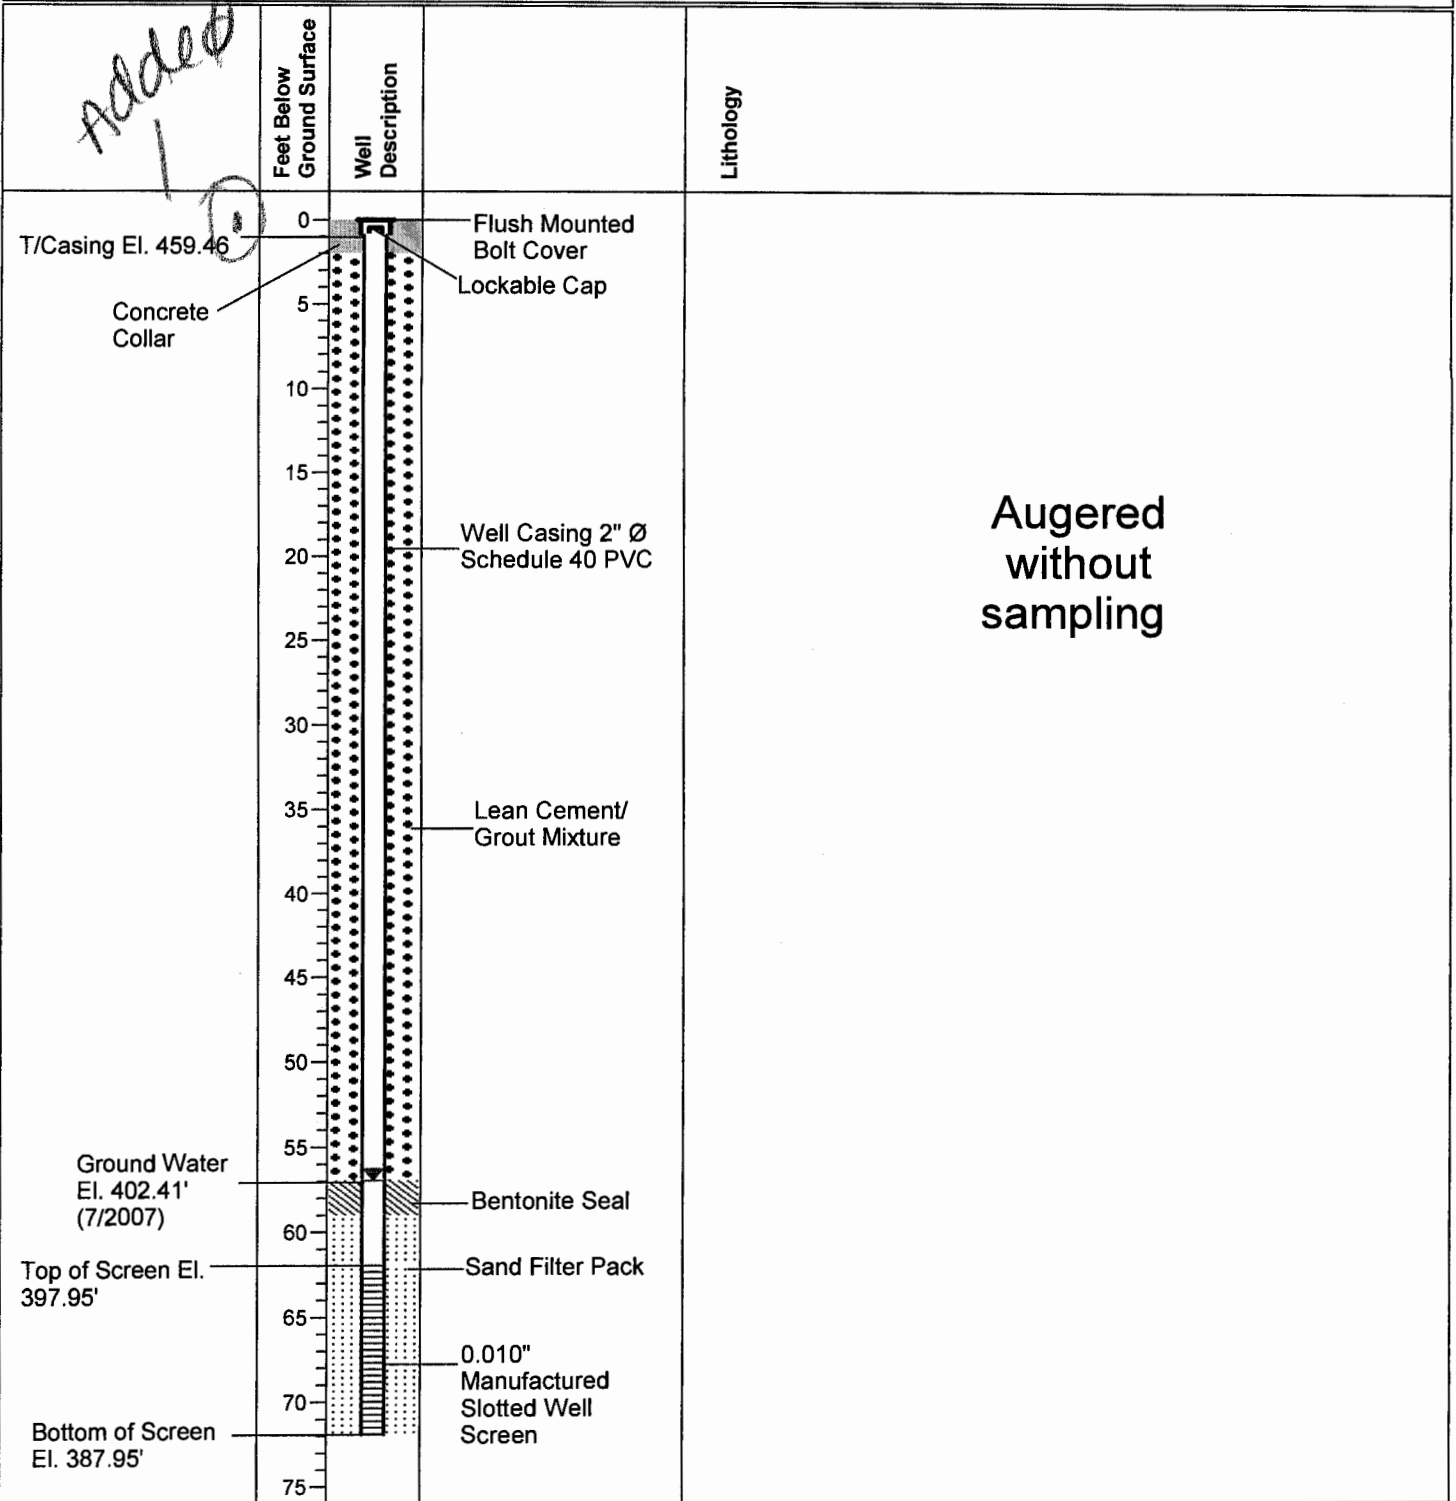 Added
Feet Below
Ground Surface
Well
Description
Lithology
T/Casing El. 459.46'
Concrete
Collar
0
5
10
15
20
25
30
35
40
45
50
55
60
65
70
75
Flush Mounted
Bolt Cover
Lockable Cap
Well Casing 2" Ø
Schedule 40 PVC
Lean Cement/
Grout Mixture
Augered
without
sampling
Ground Water
El. 402.41'
(7/2007)
Bentonite Seal
Top of Screen El.
397.95'
Sand Filter Pack
0.010"
Manufactured
Slotted Well
Screen
Bottom of Screen
El. 387.95'